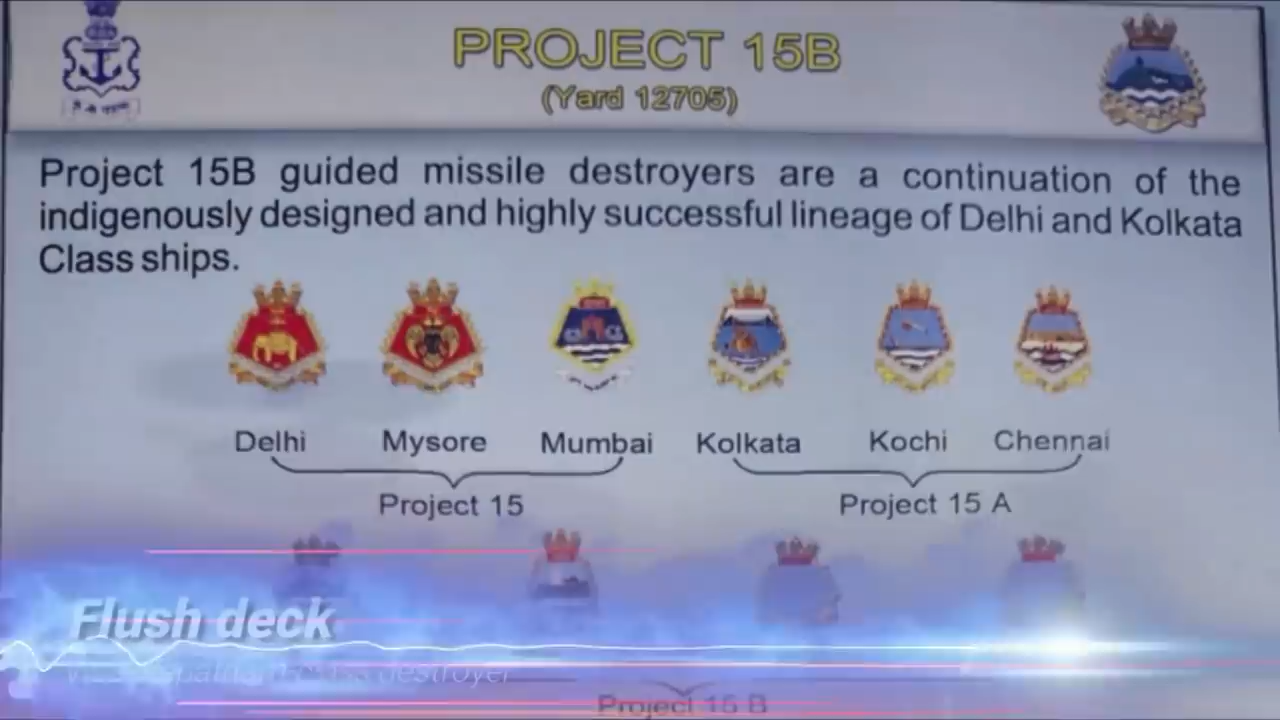 PROJECT 15B
(Yard 12705)
Project 15B guided missile destroyers are a continuation of the
indigenously designed and highly successful lineage of Delhi and Kolkata
Class ships.
Delhi Mysore Mumbai Kolkata Kochi Chennai
Project 15 Project 15 A
Flush deck
destroyer
Project 15 B